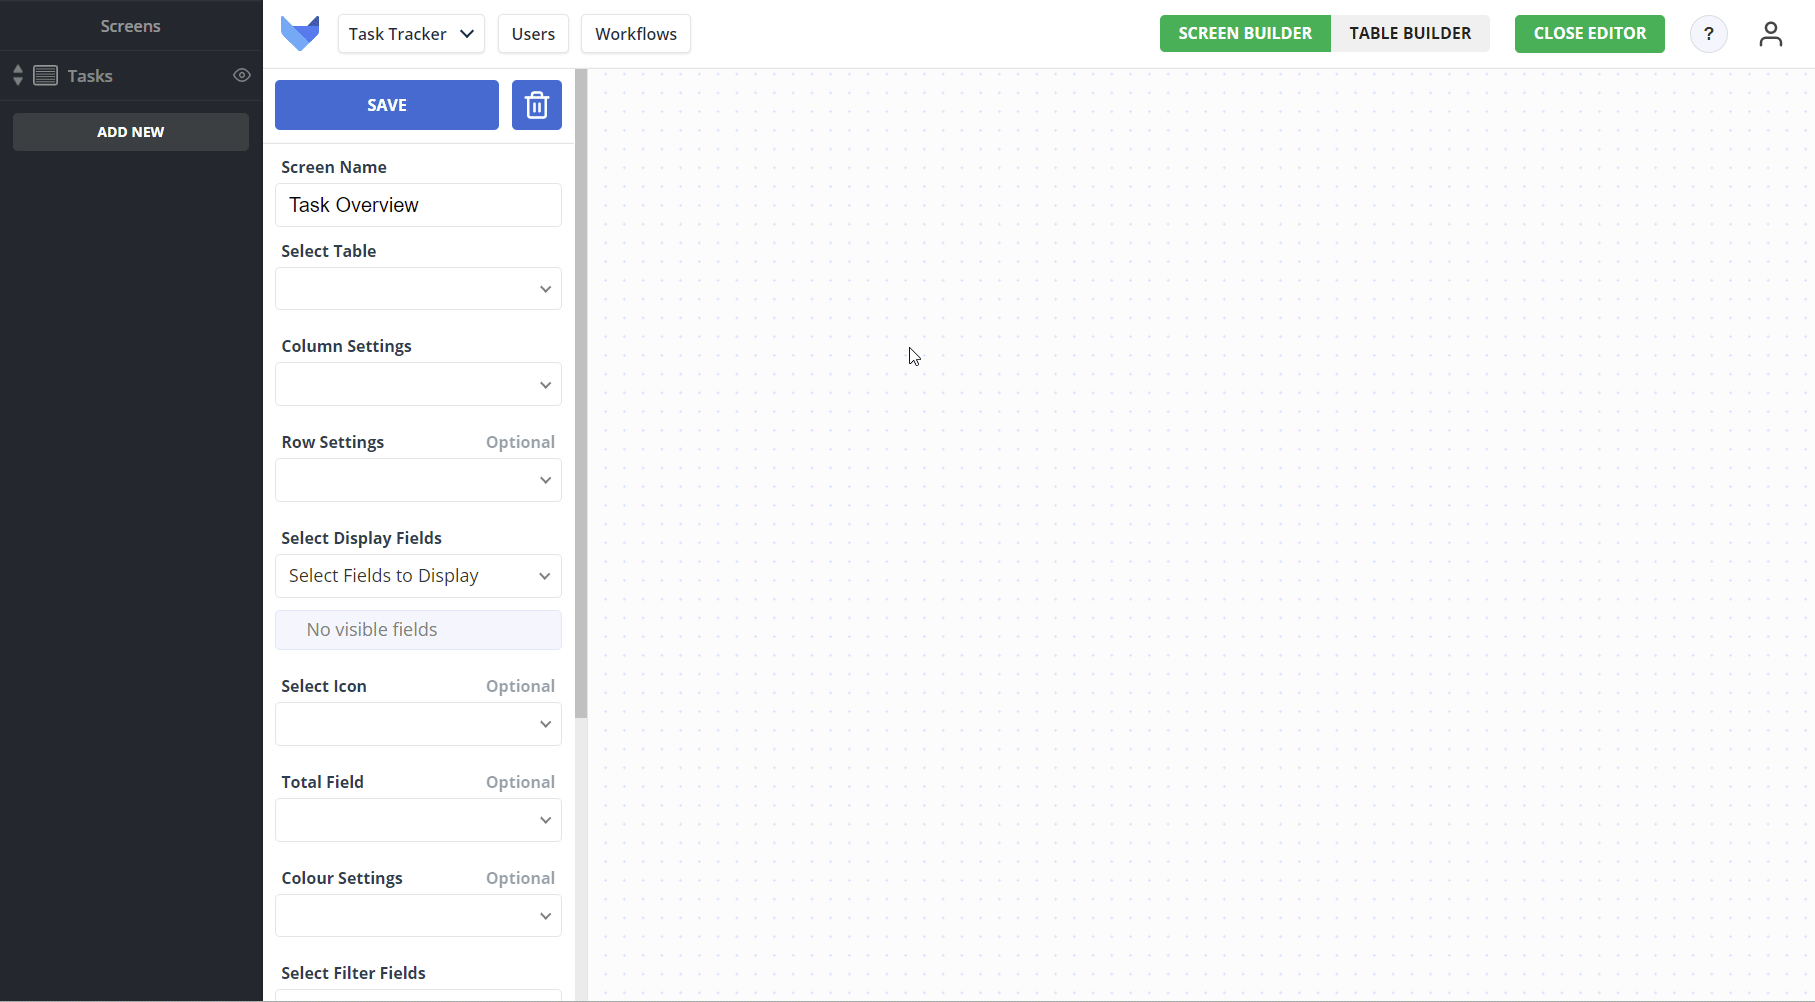 Screens
Tasks
ADD NEW
Task Tracker
Users
Workflows
SCREEN BUILDER
TABLE BUILDER
CLOSE EDITOR
?
SAVE
Screen Name
Task Overview
Select Table
Column Settings
Row Settings Optional
Select Display Fields
Select Fields to Display
No visible fields
Select Icon Optional
Total Field Optional
Colour Settings Optional
Select Filter Fields